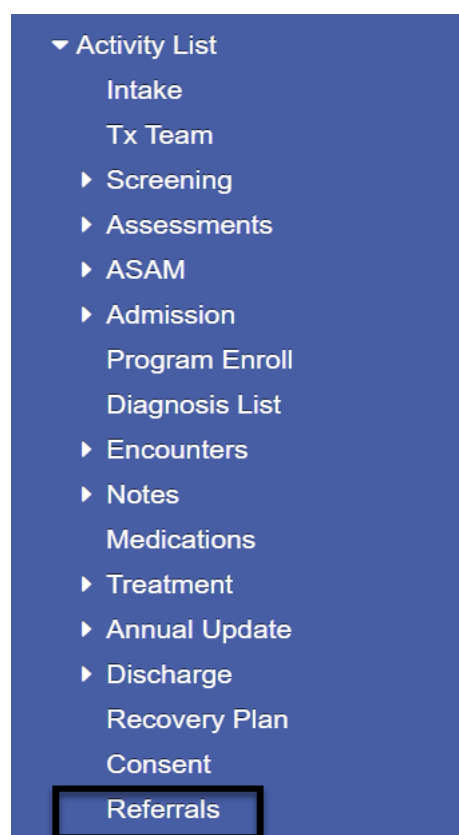 Activity List
Intake
Tx Team
Screening
Assessments
ASAM
Admission
Program Enroll
Diagnosis List
Encounters
Notes
Medications
Treatment
Annual Update
Discharge
Recovery Plan
Consent
Referrals